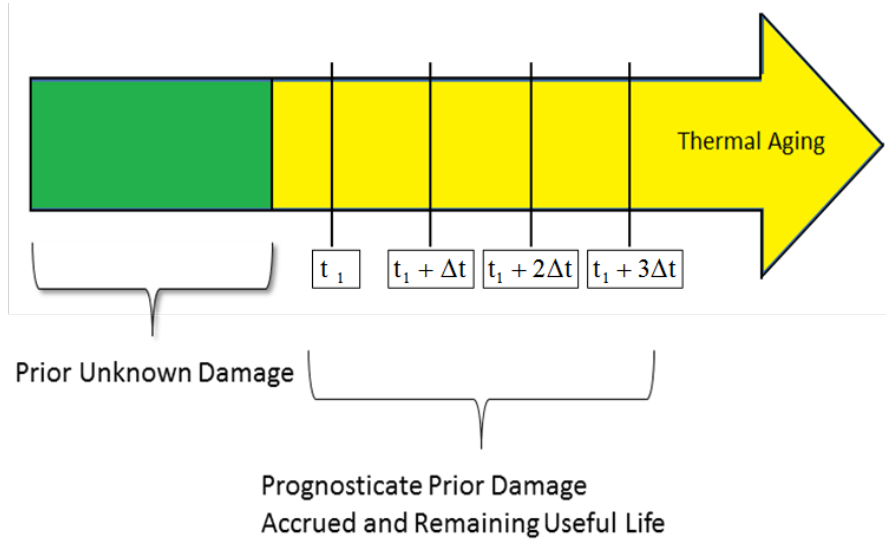 Thermal Aging
t₁
t₁ + Δt
t₁ + 2Δt
t₁ + 3Δt
Prior Unknown Damage
Prognosticate Prior Damage
Accrued and Remaining Useful Life